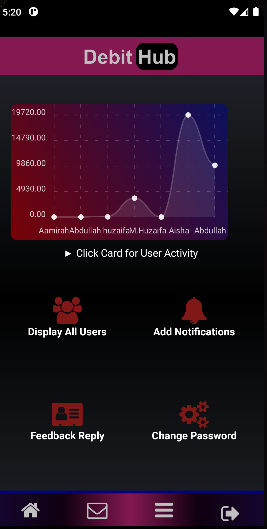 5:20
Debit Hub
19720.00
14790.00
9860.00
4930.00
0.00
Aamirah Abdullah huzaifa M.Huzaifa Aisha Abdullah
► Click Card for User Activity
Display All Users Add Notifications
Feedback Reply Change Password